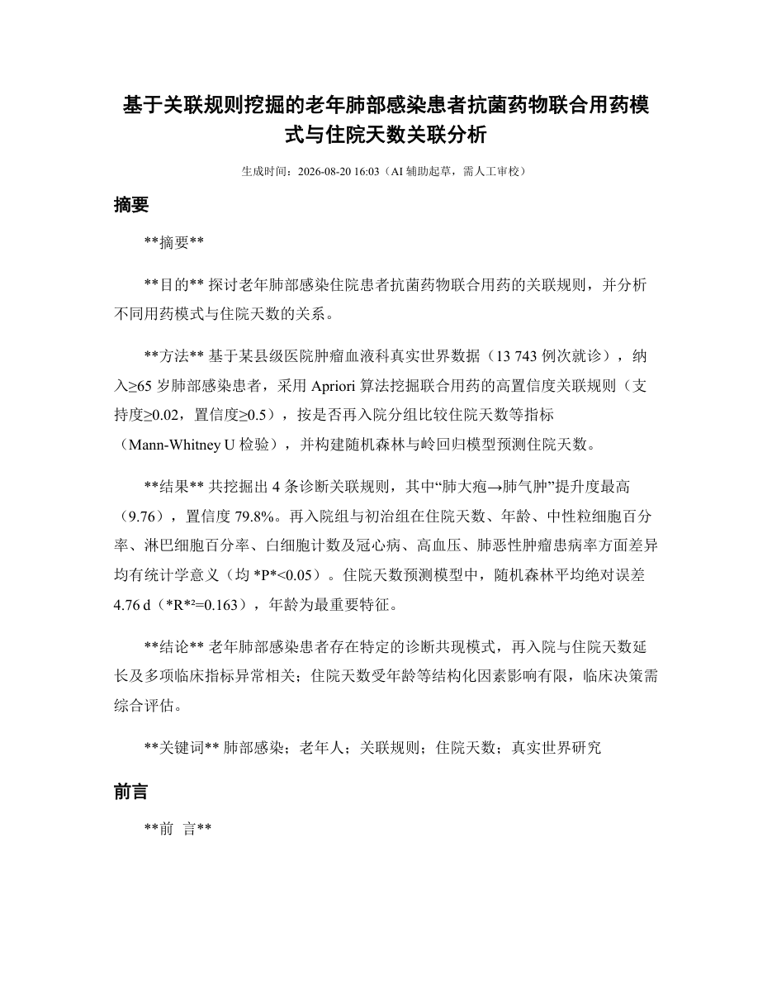 基于关联规则挖掘的老年肺部感染患者抗菌药物联合用药模
式与住院天数关联分析
生成时间：2026-08-20 16:03（AI 辅助起草，需人工审校）
摘要
**摘要**
**目的** 探讨老年肺部感染住院患者抗菌药物联合用药的关联规则，并分析
不同用药模式与住院天数的关系。
**方法** 基于某县级医院肿瘤血液科真实世界数据（13 743 例次就诊），纳
入≥65 岁肺部感染患者，采用 Apriori 算法挖掘联合用药的高置信度关联规则（支
持度≥0.02，置信度≥0.5），按是否再入院分组比较住院天数等指标
（Mann-Whitney U 检验），并构建随机森林与岭回归模型预测住院天数。
**结果** 共挖掘出 4 条诊断关联规则，其中“肺大疱→肺气肿”提升度最高
（9.76），置信度 79.8%。再入院组与初治组在住院天数、年龄、中性粒细胞百分
率、淋巴细胞百分率、白细胞计数及冠心病、高血压、肺恶性肿瘤患病率方面差异
均有统计学意义（均 *P*<0.05）。住院天数预测模型中，随机森林平均绝对误差
4.76 d（*R*²=0.163），年龄为最重要特征。
**结论** 老年肺部感染患者存在特定的诊断共现模式，再入院与住院天数延
长及多项临床指标异常相关；住院天数受年龄等结构化因素影响有限，临床决策需
综合评估。
**关键词** 肺部感染；老年人；关联规则；住院天数；真实世界研究
前言
**前  言**